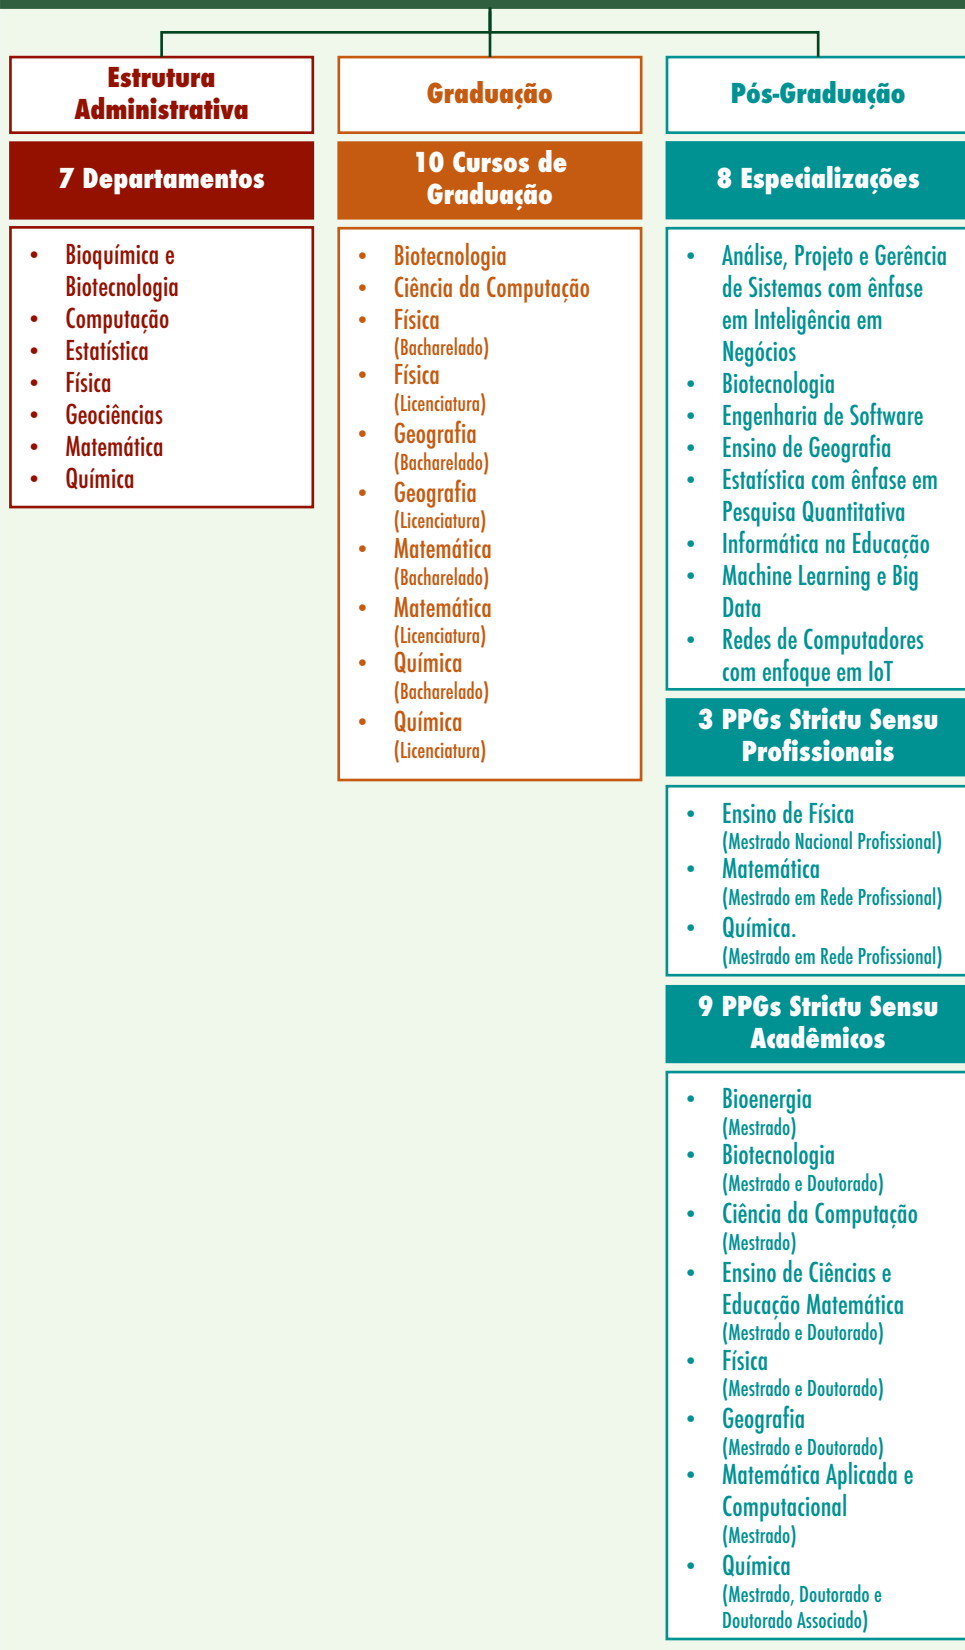 Estrutura
Administrativa
7 Departamentos
• Bioquímica e
Biotecnologia
• Computação
• Estatística
• Física
• Geociências
• Matemática
• Química
Graduação
10 Cursos de
Graduação
• Biotecnologia
• Ciência da Computação
• Física
(Bacharelado)
• Física
(Licenciatura)
• Geografia
(Bacharelado)
• Geografia
(Licenciatura)
• Matemática
(Bacharelado)
• Matemática
(Licenciatura)
• Química
(Bacharelado)
• Química
(Licenciatura)
Pós-Graduação
8 Especializações
• Análise, Projeto e Gerência
de Sistemas com ênfase
em Inteligência em
Negócios
• Biotecnologia
• Engenharia de Software
• Ensino de Geografia
• Estatística com ênfase em
Pesquisa Quantitativa
• Informática na Educação
• Machine Learning e Big
Data
• Redes de Computadores
com enfoque em IoT
3 PPGs Strictu Sensu
Profissionais
• Ensino de Física
(Mestrado Nacional Profissional)
• Matemática
(Mestrado em Rede Profissional)
• Química.
(Mestrado em Rede Profissional)
9 PPGs Strictu Sensu
Acadêmicos
• Bioenergia
(Mestrado)
• Biotecnologia
(Mestrado e Doutorado)
• Ciência da Computação
(Mestrado)
• Ensino de Ciências e
Educação Matemática
(Mestrado e Doutorado)
• Física
(Mestrado e Doutorado)
• Geografia
(Mestrado e Doutorado)
• Matemática Aplicada e
Computacional
(Mestrado)
• Química
(Mestrado, Doutorado e
Doutorado Associado)